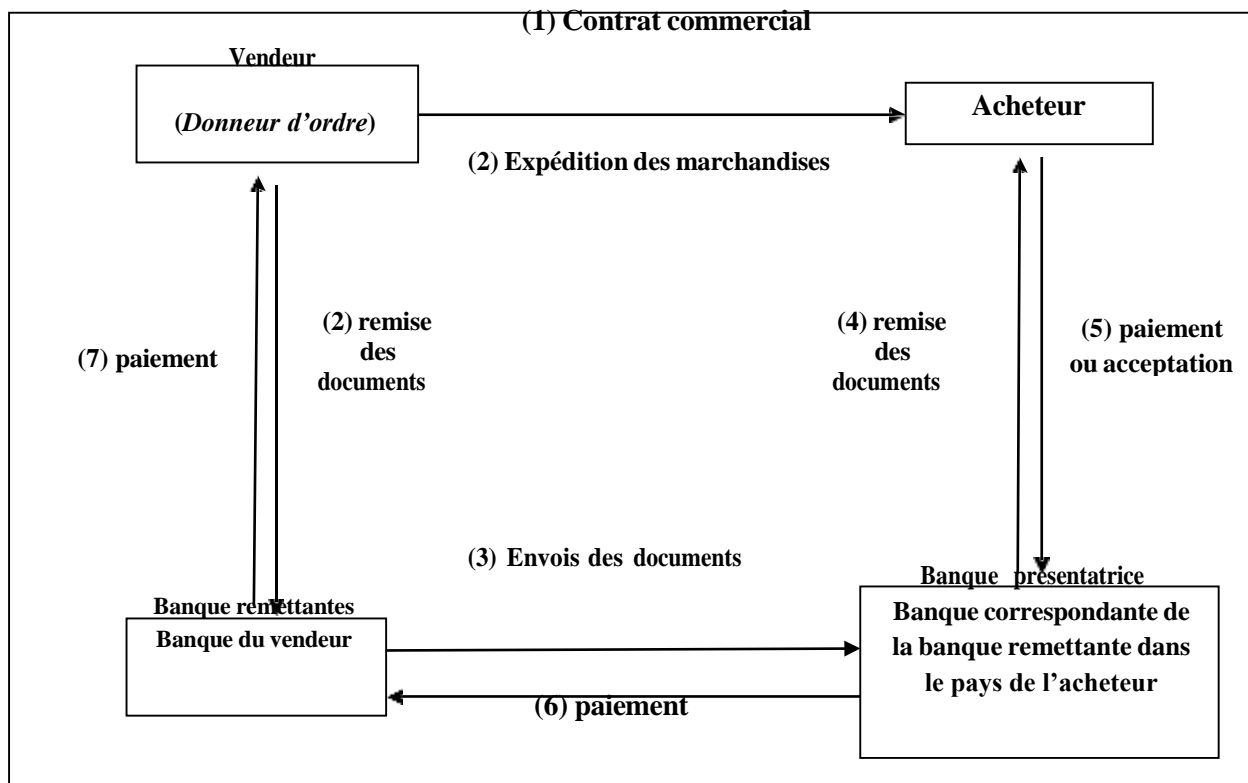 (1) Contrat commercial
Vendeur
(Donneur d’ordre)
Acheteur
(2) Expédition des marchandises
(7) paiement
(2) remise
des
documents
(4) remise
des
documents
(5) paiement
ou acceptation
(3) Envois des documents
Banque remettantes
Banque du vendeur
Banque présentatrice
Banque correspondante de
la banque remettante dans
le pays de l’acheteur
(6) paiement